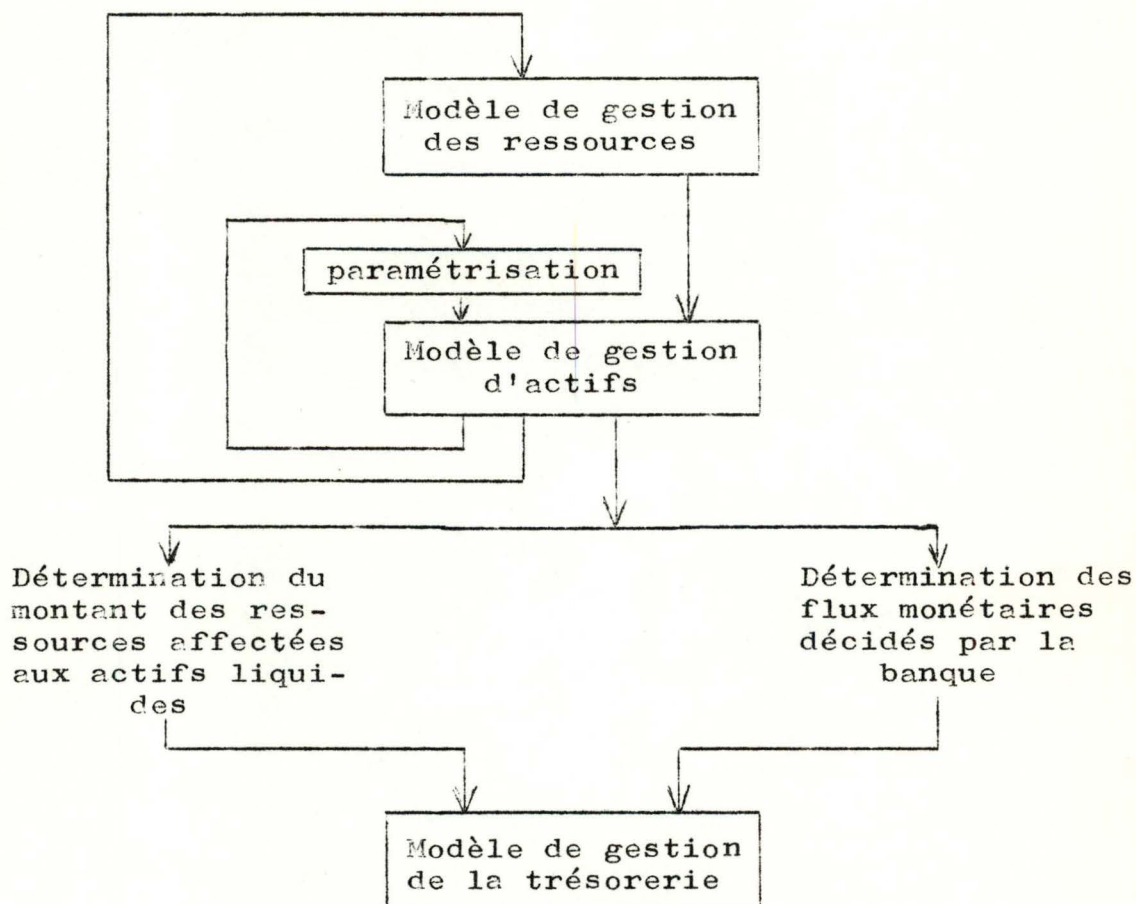 Modèle de gestion
des ressources
paramétrisation
Modèle de gestion
d'actifs
Détermination du
montant des res-
sources affectées
aux actifs liqui-
des
Détermination des
flux monétaires
décidés par la
banque
Modèle de gestion
de la trésorerie